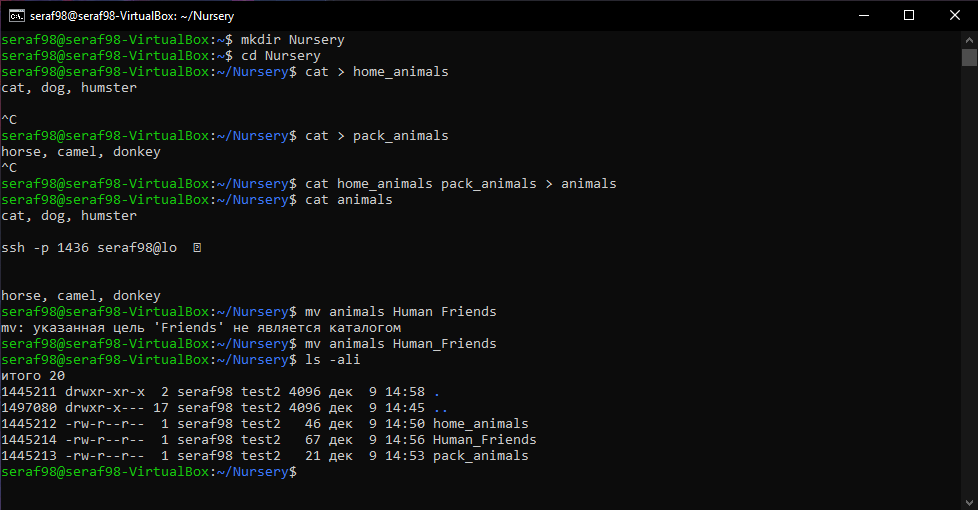 seraf98@seraf98-VirtualBox: ~/Nursery
seraf98@seraf98-VirtualBox:~$ mkdir Nursery
seraf98@seraf98-VirtualBox:~$ cd Nursery
seraf98@seraf98-VirtualBox:~/Nursery$ cat > home_animals
cat, dog, humster
^C
seraf98@seraf98-VirtualBox:~/Nursery$ cat > pack_animals
horse, camel, donkey
^C
seraf98@seraf98-VirtualBox:~/Nursery$ cat home_animals pack_animals > animals
seraf98@seraf98-VirtualBox:~/Nursery$ cat animals
cat, dog, humster
ssh -p 1436 seraf98@lo
horse, camel, donkey
seraf98@seraf98-VirtualBox:~/Nursery$ mv animals Human Friends
mv: указанная цель 'Friends' не является каталогом
seraf98@seraf98-VirtualBox:~/Nursery$ mv animals Human_Friends
seraf98@seraf98-VirtualBox:~/Nursery$ ls -ali
итого 20
1445211 drwxr-xr-x  2 seraf98 test2 4096 дек  9 14:58 .
1497080 drwxr-x--- 17 seraf98 test2 4096 дек  9 14:45 ..
1445212 -rw-r--r--  1 seraf98 test2   46 дек  9 14:50 home_animals
1445214 -rw-r--r--  1 seraf98 test2   67 дек  9 14:56 Human_Friends
1445213 -rw-r--r--  1 seraf98 test2   21 дек  9 14:53 pack_animals
seraf98@seraf98-VirtualBox:~/Nursery$